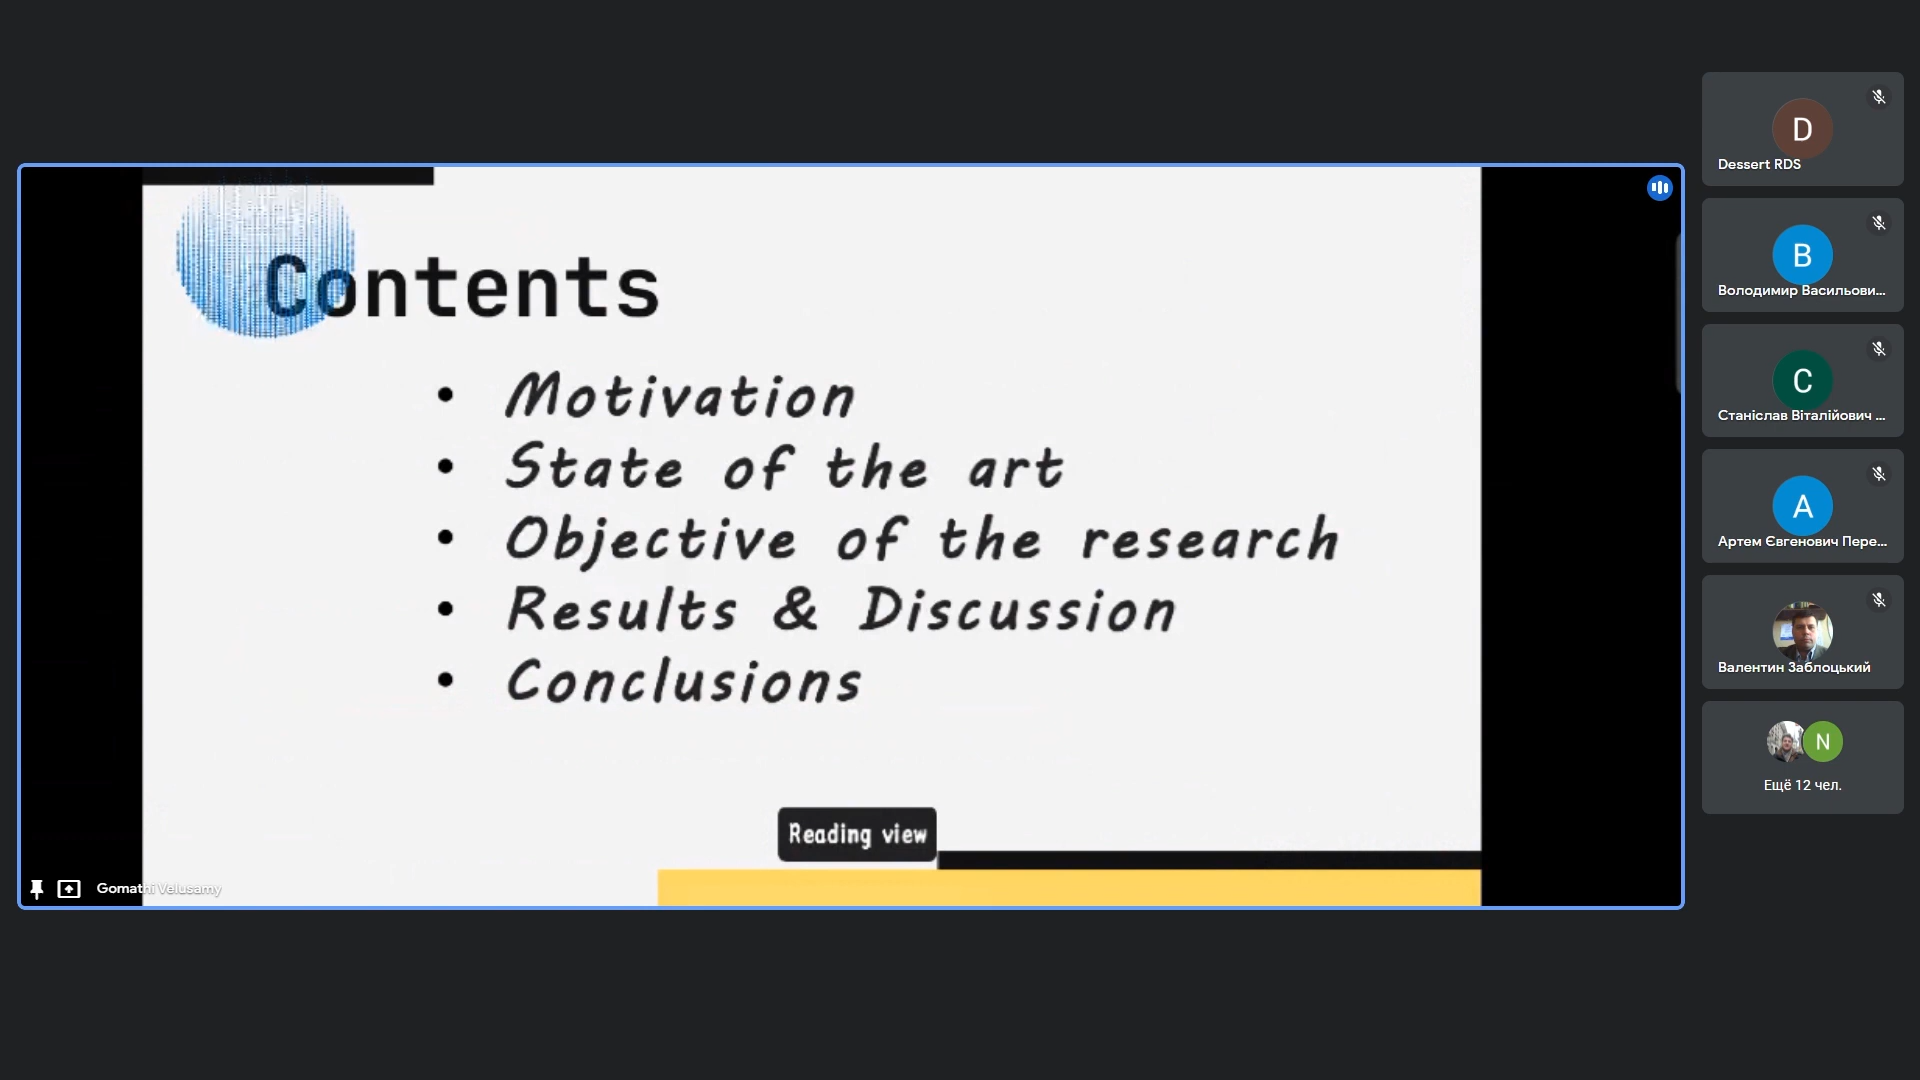 Contents
• Motivation
• State of the art
• Objective of the research
• Results & Discussion
• Conclusions
Reading view
Gomathi Velusamy
D
Dessert RDS
В
Володимир Васильови...
С
Станіслав Віталійович ...
А
Артем Євгенович Пере...
Валентин Заблоцький
N
Ещё 12 чел.